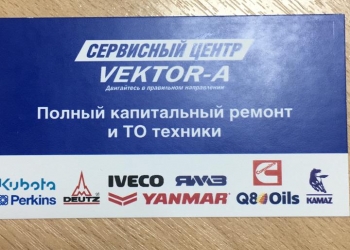 СЕРВИСНЫЙ ЦЕНТР
VEKTOR-A
Двигайтесь в правильном направлении
Полный капитальный ремонт
и ТО техники
Kubota IVECO ЯМЗ
Perkins DEUTZ YANMAR Q8Oils KAMAZ